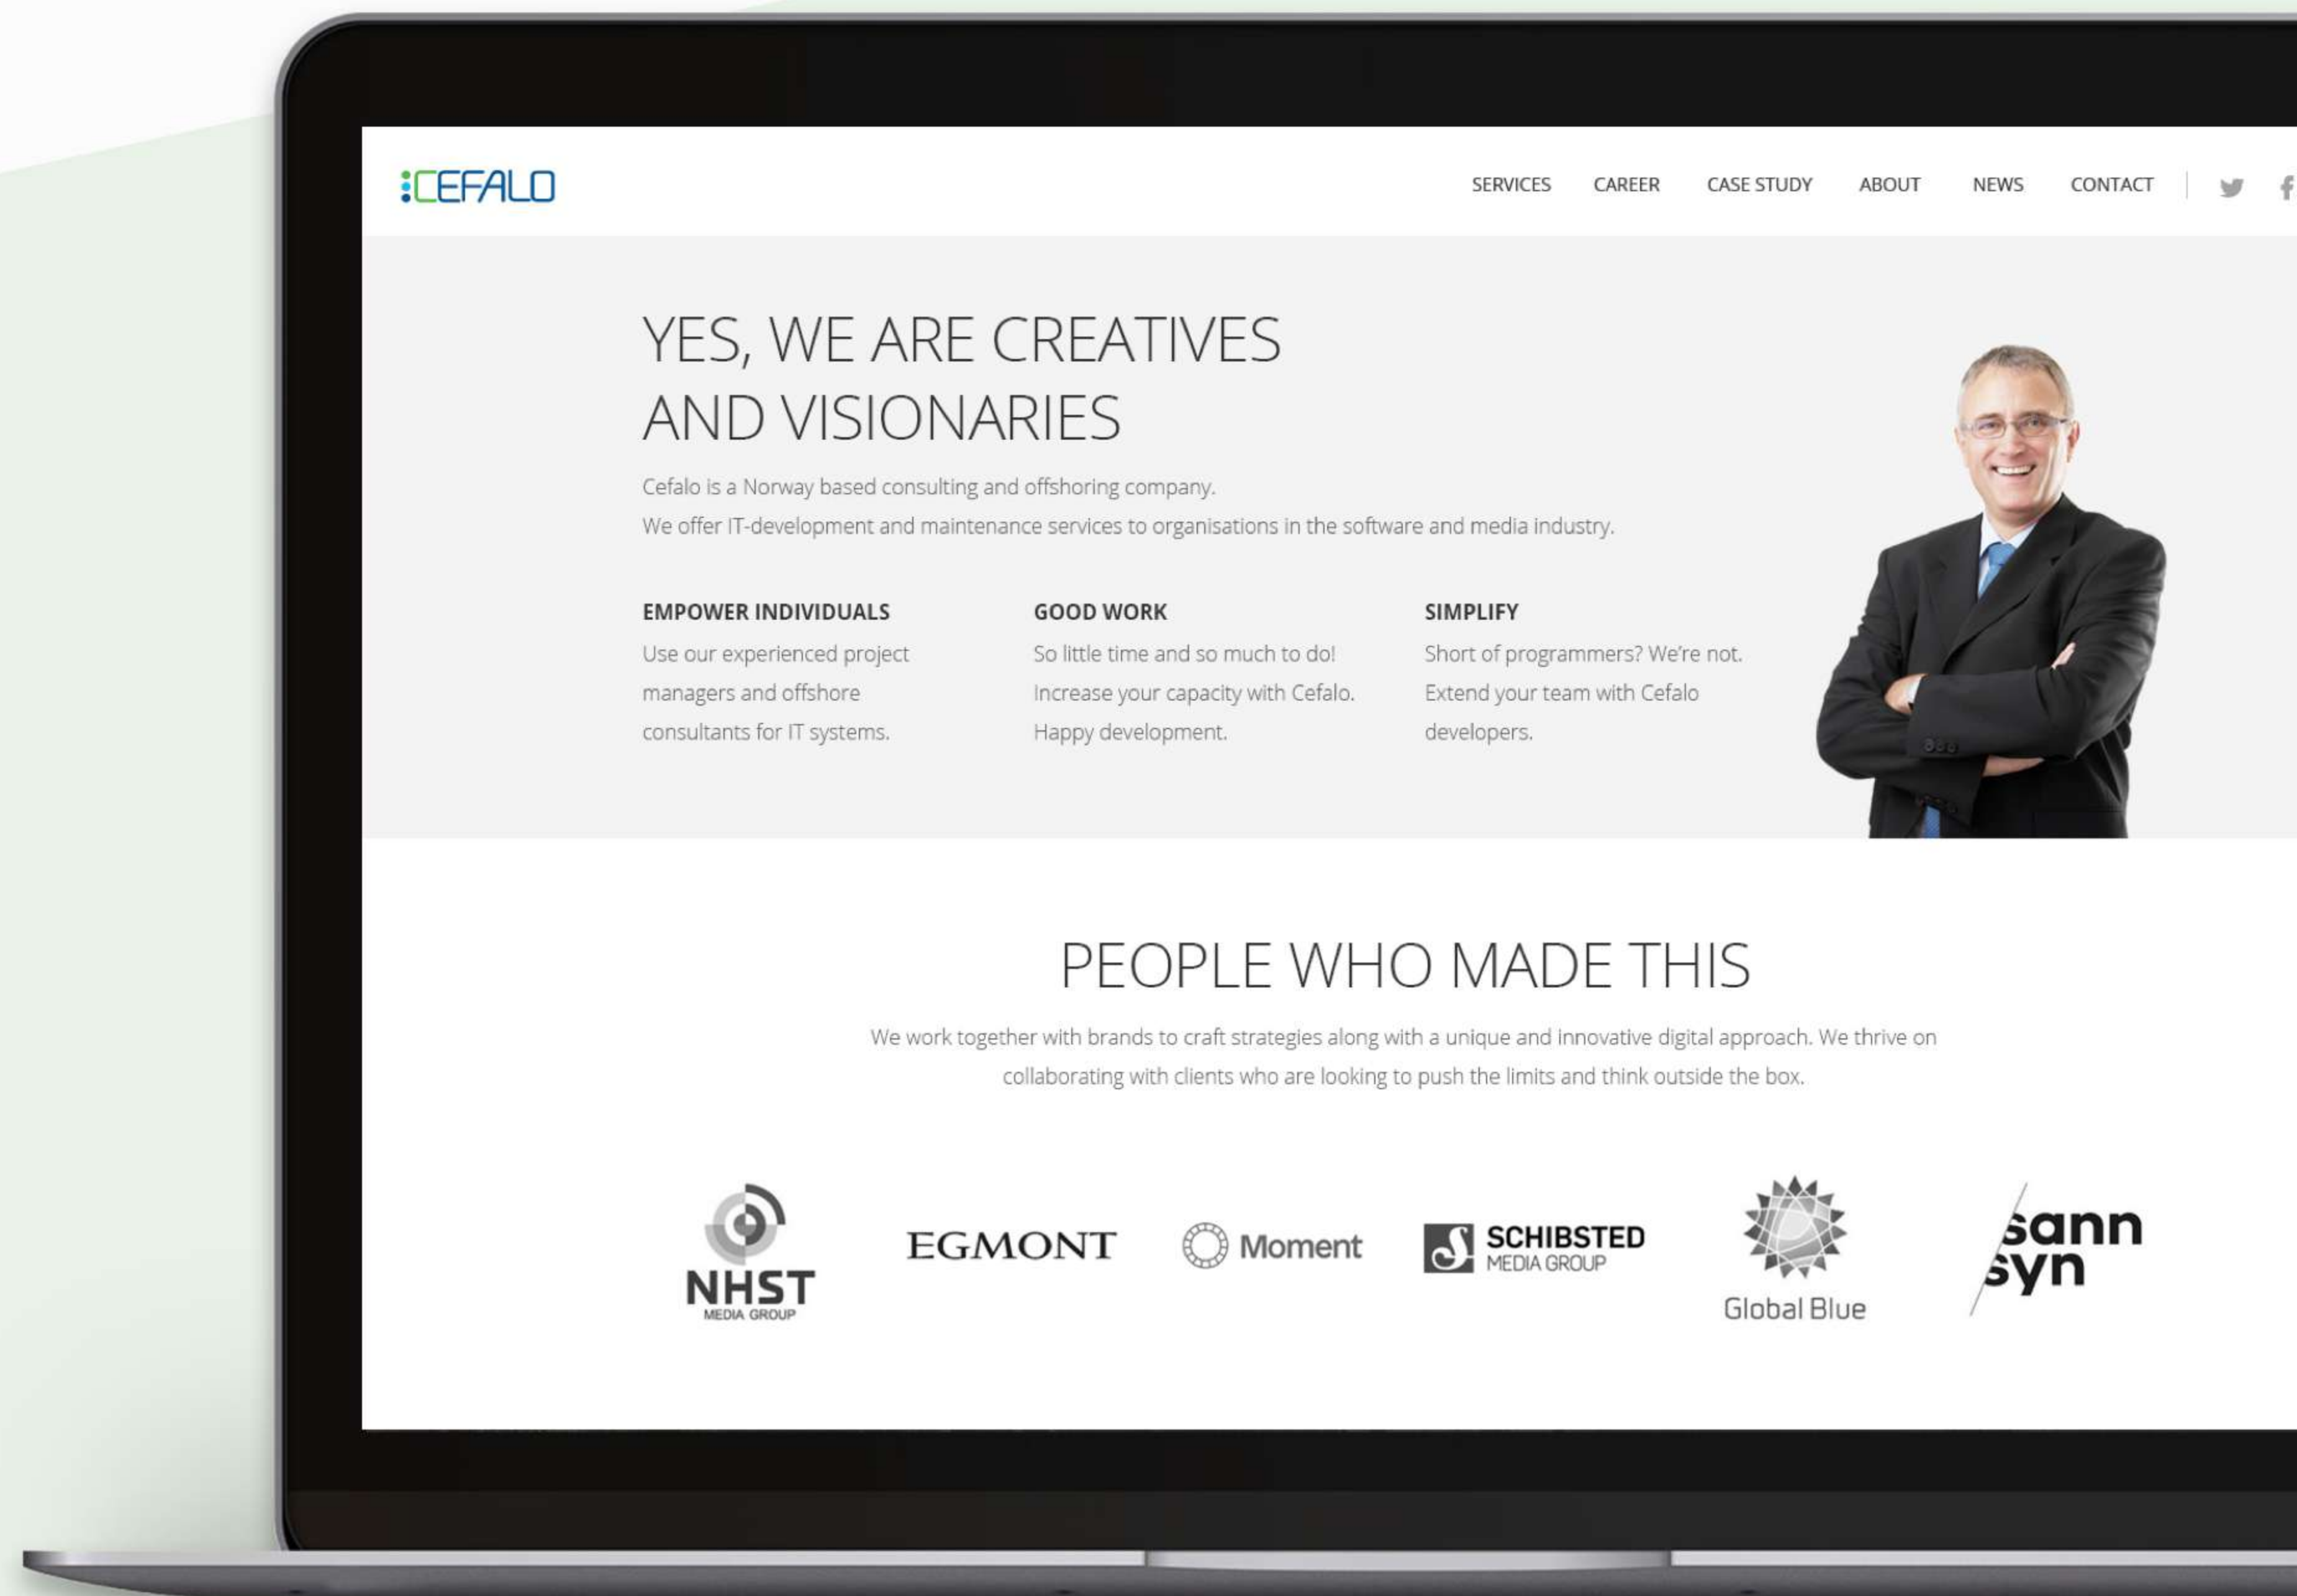 CEFALO
SERVICES CAREER CASE STUDY ABOUT NEWS CONTACT
YES, WE ARE CREATIVES
AND VISIONARIES
Cefalo is a Norway based consulting and offshoring company.
We offer IT-development and maintenance services to organisations in the software and media industry.
EMPOWER INDIVIDUALS
Use our experienced project
managers and offshore
consultants for IT systems.
GOOD WORK
So little time and so much to do!
Increase your capacity with Cefalo.
Happy development.
SIMPLIFY
Short of programmers? We're not.
Extend your team with Cefalo
developers.
PEOPLE WHO MADE THIS
We work together with brands to craft strategies along with a unique and innovative digital approach. We thrive on
collaborating with clients who are looking to push the limits and think outside the box.
NHST
MEDIA GROUP
EGMONT
Moment
SCHIBSTED
MEDIA GROUP
Global Blue
sann
syn